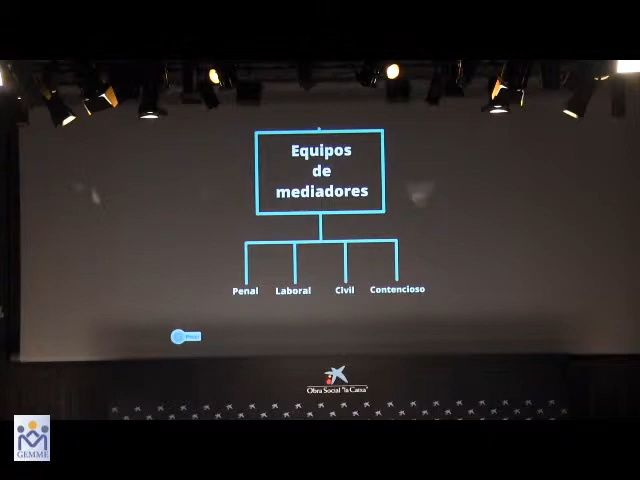 Equipos
de
mediadores
Penal Laboral Civil Contencioso
Obra Social "la Caixa"
GEMME